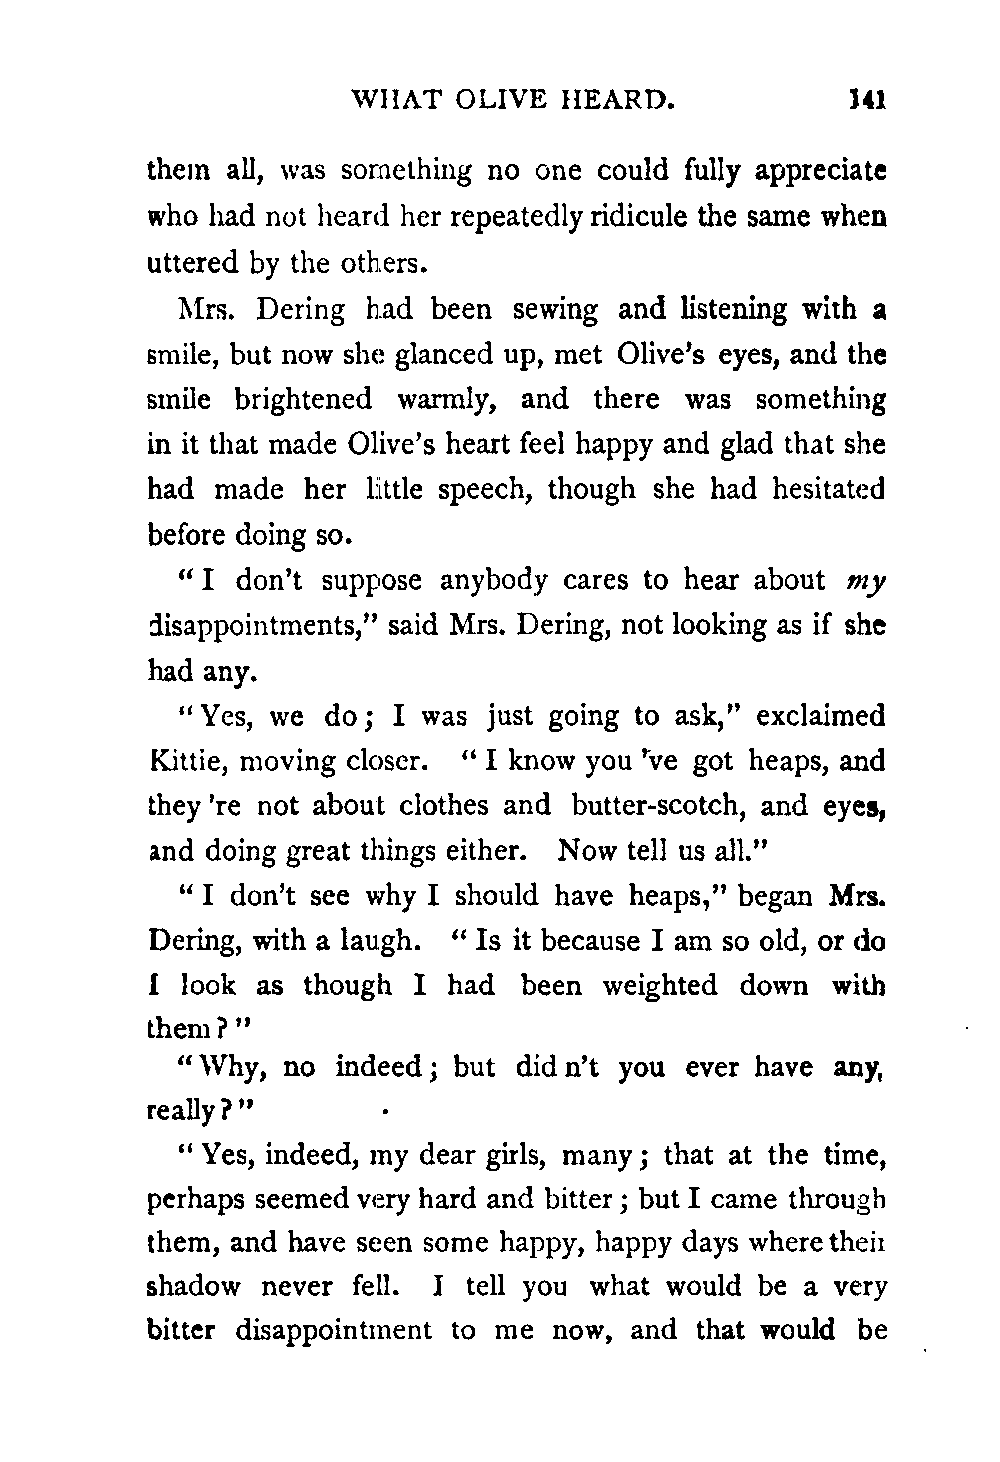 WHAT OLIVE HEARD. 141
them all, was something no one could fully appreciate
who had not heard her repeatedly ridicule the same when
uttered by the others.
Mrs. Dering had been sewing and listening with a
smile, but now she glanced up, met Olive's eyes, and the
smile brightened warmly, and there was something
in it that made Olive's heart feel happy and glad that she
had made her little speech, though she had hesitated
before doing so.
"I don't suppose anybody cares to hear about my
disappointments," said Mrs. Dering, not looking as if she
had any.
"Yes, we do; I was just going to ask," exclaimed
Kittie, moving closer. "I know you 've got heaps, and
they 're not about clothes and butter-scotch, and eyes,
and doing great things either. Now tell us all."
"I don't see why I should have heaps," began Mrs.
Dering, with a laugh. "Is it because I am so old, or do
I look as though I had been weighted down with
them?"
"Why, no indeed; but did n't you ever have any,
really?"
"Yes, indeed, my dear girls, many; that at the time,
perhaps seemed very hard and bitter; but I came through
them, and have seen some happy, happy days where their
shadow never fell. I tell you what would be a very
bitter disappointment to me now, and that would be